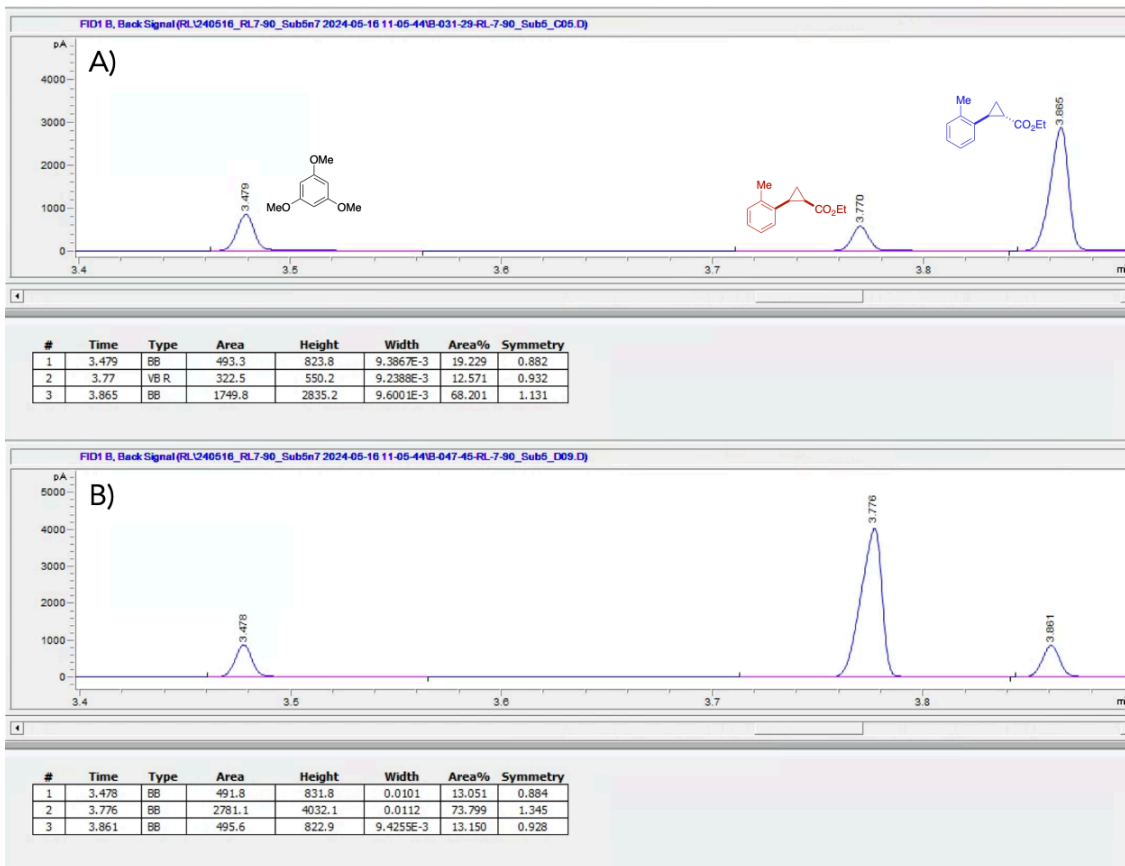 FID1 B, Back Signal (RL\240516_RL7-90_Sub5n7 2024-05-16 11-05-44\B-031-29-RL-7-90_Sub5_C05.D)
pA
A)
4000
3000
2000
1000
0
3.479
OMe
MeO
OMe
Me
CO2Et
3.770
Me
CO2Et
3.865
3.4
3.5
3.6
3.7
3.8
# Time Type Area Height Width Area% Symmetry
1 3.479 BB 493.3 823.8 9.3867E-3 19.229 0.882
2 3.77 VB R 322.5 550.2 9.2388E-3 12.571 0.932
3 3.865 BB 1749.8 2835.2 9.6001E-3 68.201 1.131
FID1 B, Back Signal (RL\240516_RL7-90_Sub5n7 2024-05-16 11-05-44\B-047-45-RL-7-90_Sub5_D09.D)
pA
B)
5000
4000
3000
2000
1000
0
3.478
3.776
3.861
3.4
3.5
3.6
3.7
3.8
# Time Type Area Height Width Area% Symmetry
1 3.478 BB 491.8 831.8 0.0101 13.051 0.884
2 3.776 BB 2781.1 4032.1 0.0112 73.799 1.345
3 3.861 BB 495.6 822.9 9.4255E-3 13.150 0.928